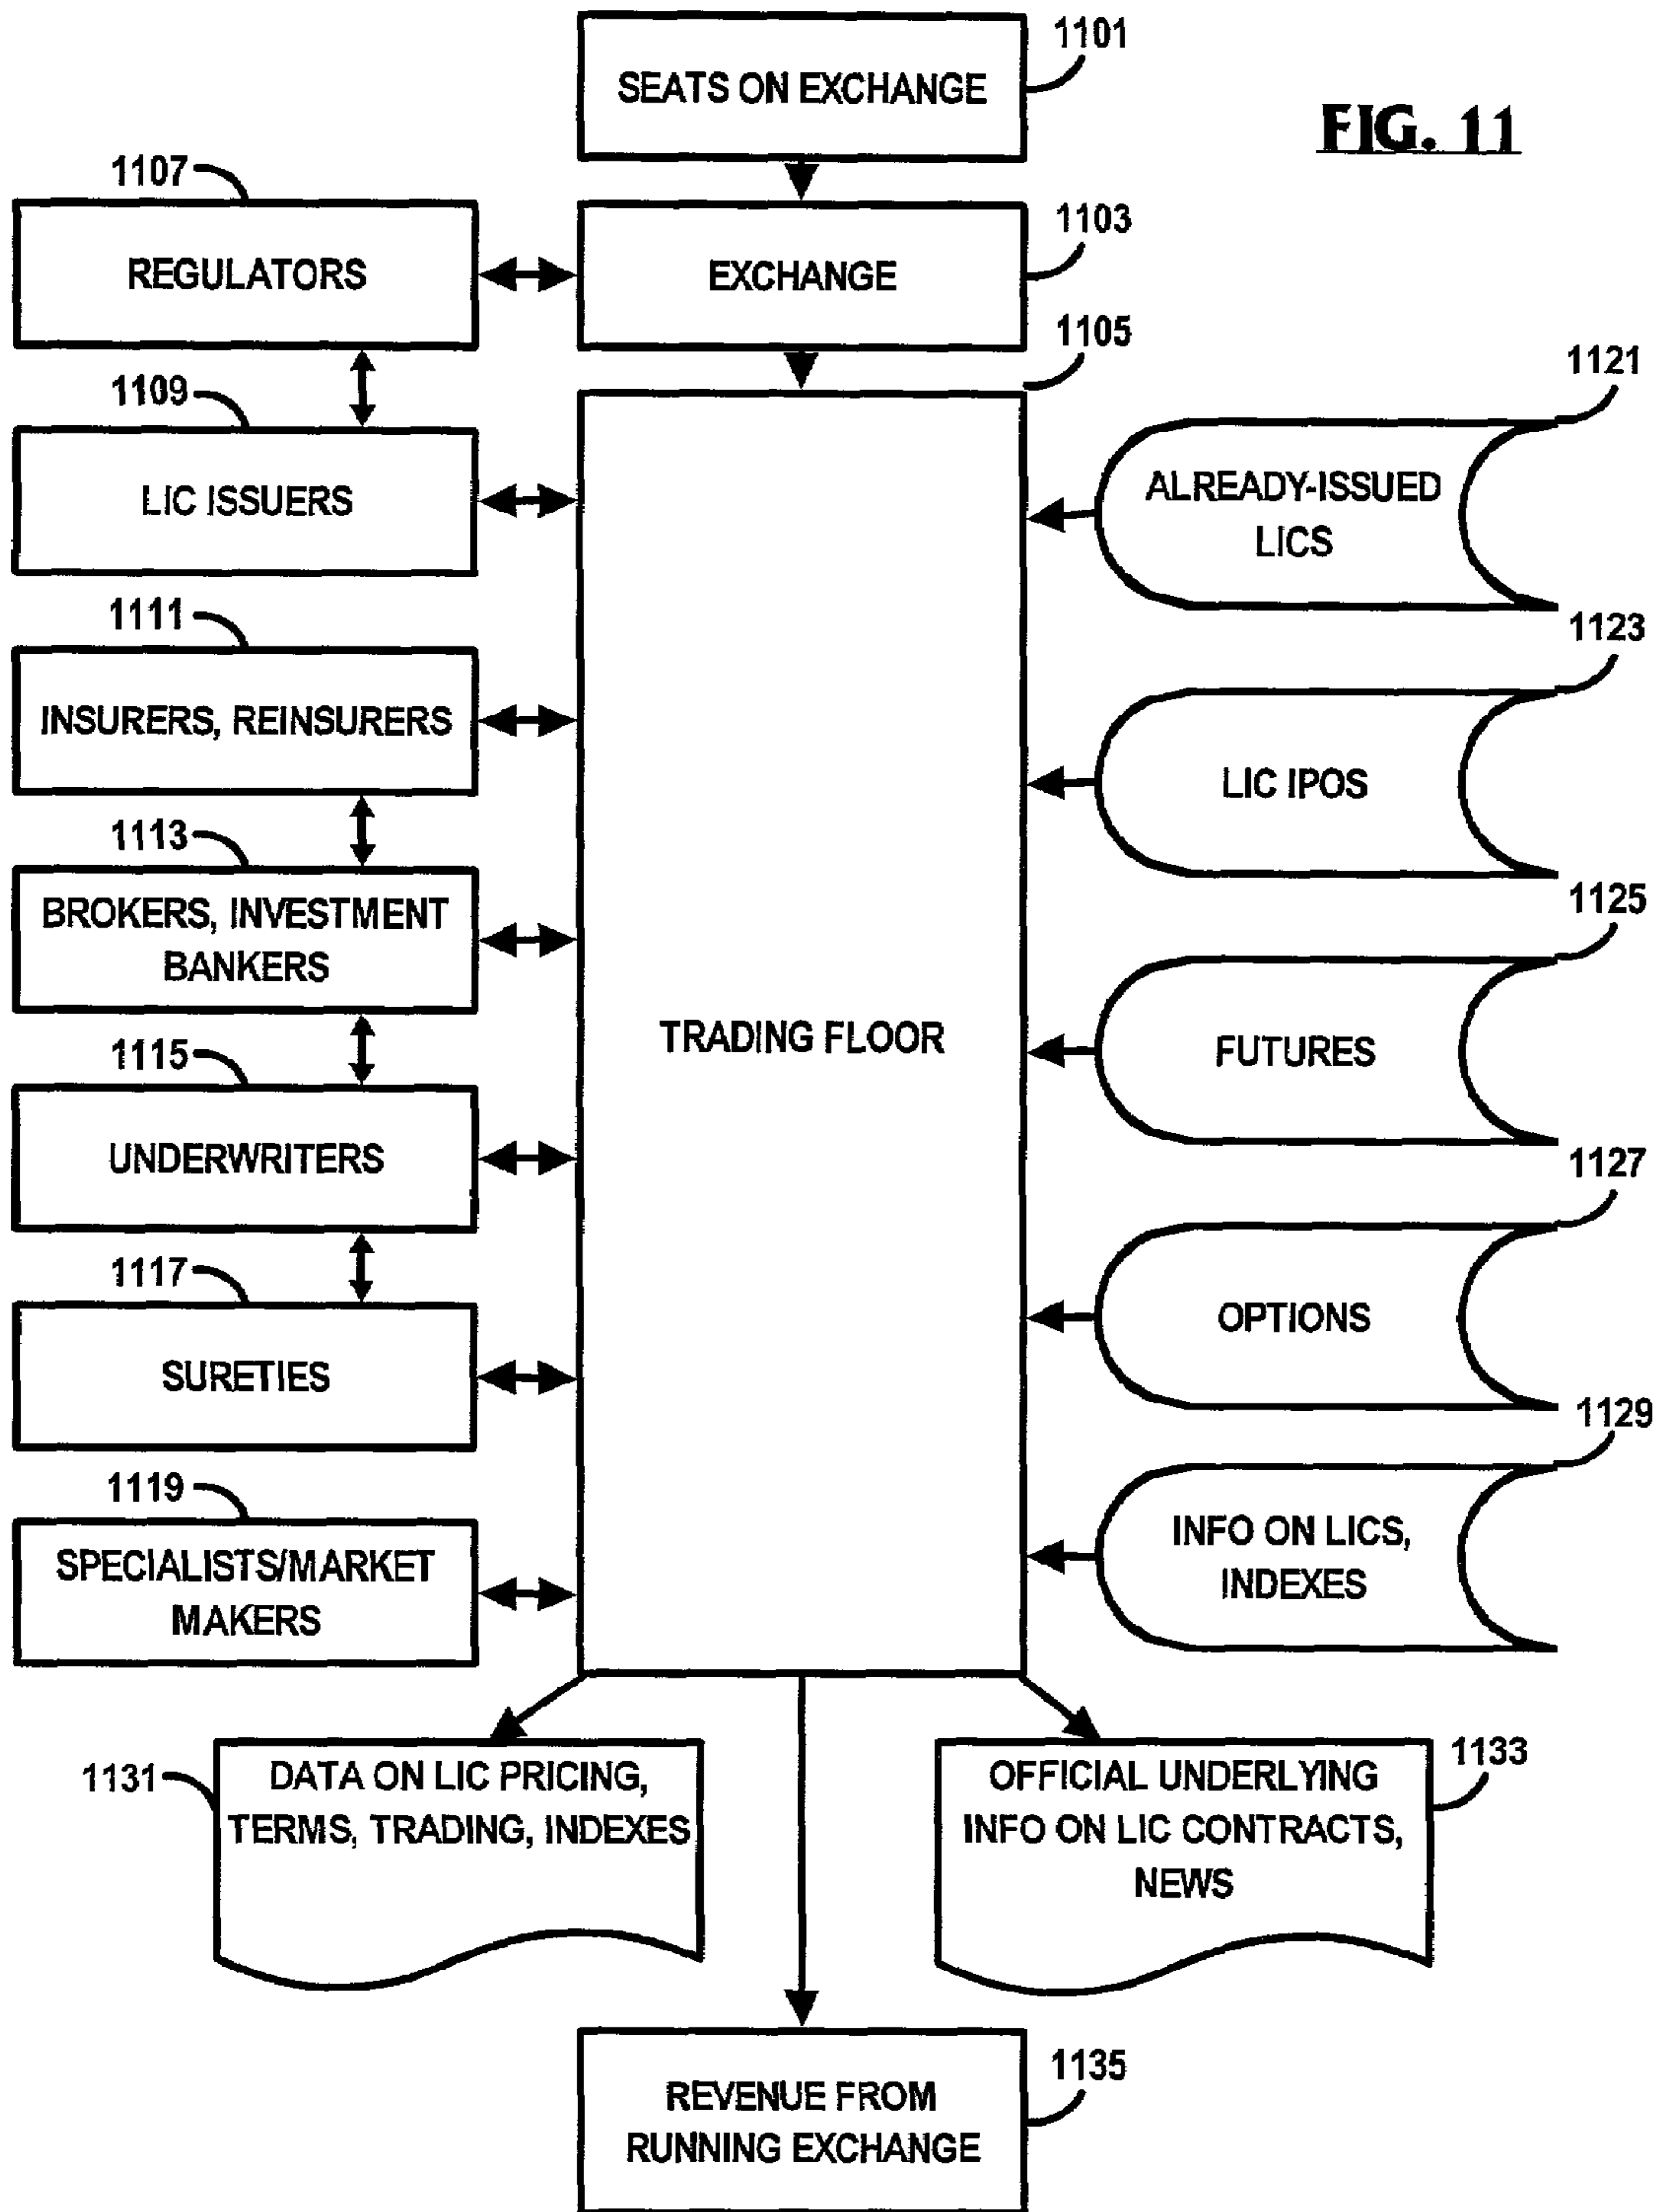 1101
SEATS ON EXCHANGE
FIG. 11
1107
REGULATORS
1103
EXCHANGE
1105
1109
LIC ISSUERS
1111
INSURERS, REINSURERS
1113
BROKERS, INVESTMENT
BANKERS
1115
UNDERWRITERS
1117
SURETIES
1119
SPECIALISTS/MARKET
MAKERS
TRADING FLOOR
1121
ALREADY-ISSUED
LICS
1123
LIC IPOS
1125
FUTURES
1127
OPTIONS
1129
INFO ON LICS,
INDEXES
1131
DATA ON LIC PRICING,
TERMS, TRADING, INDEXES
1133
OFFICIAL UNDERLYING
INFO ON LIC CONTRACTS,
NEWS
1135
REVENUE FROM
RUNNING EXCHANGE